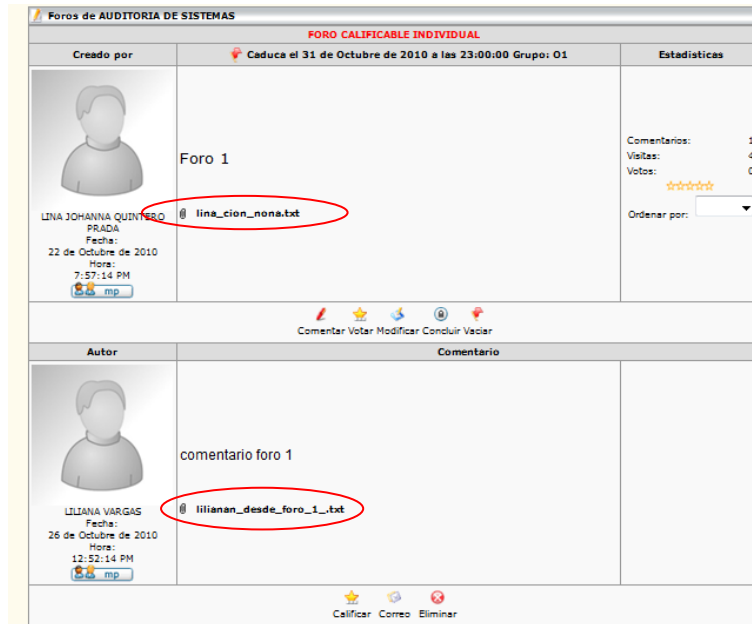 Foros de AUDITORIA DE SISTEMAS
FORO CALIFICABLE INDIVIDUAL
Creado por
Caduca el 31 de Octubre de 2010 a las 23:00:00 Grupo: O1
Estadisticas
Foro 1
lina_cion_nona.txt
LINA JOHANNA QUINTERO
PRADA
Fecha:
22 de Octubre de 2010
Hora:
7:57:14 PM
mp
Comentarios: 1
Visitas: 4
Votos: 0
Ordenar por:
Comentar Votar Modificar Concluir Vaciar
Autor
Comentario
comentario foro 1
lilianan_desde_foro_1_.txt
LILIANA VARGAS
Fecha:
26 de Octubre de 2010
Hora:
12:52:14 PM
mp
Calificar Correo Eliminar